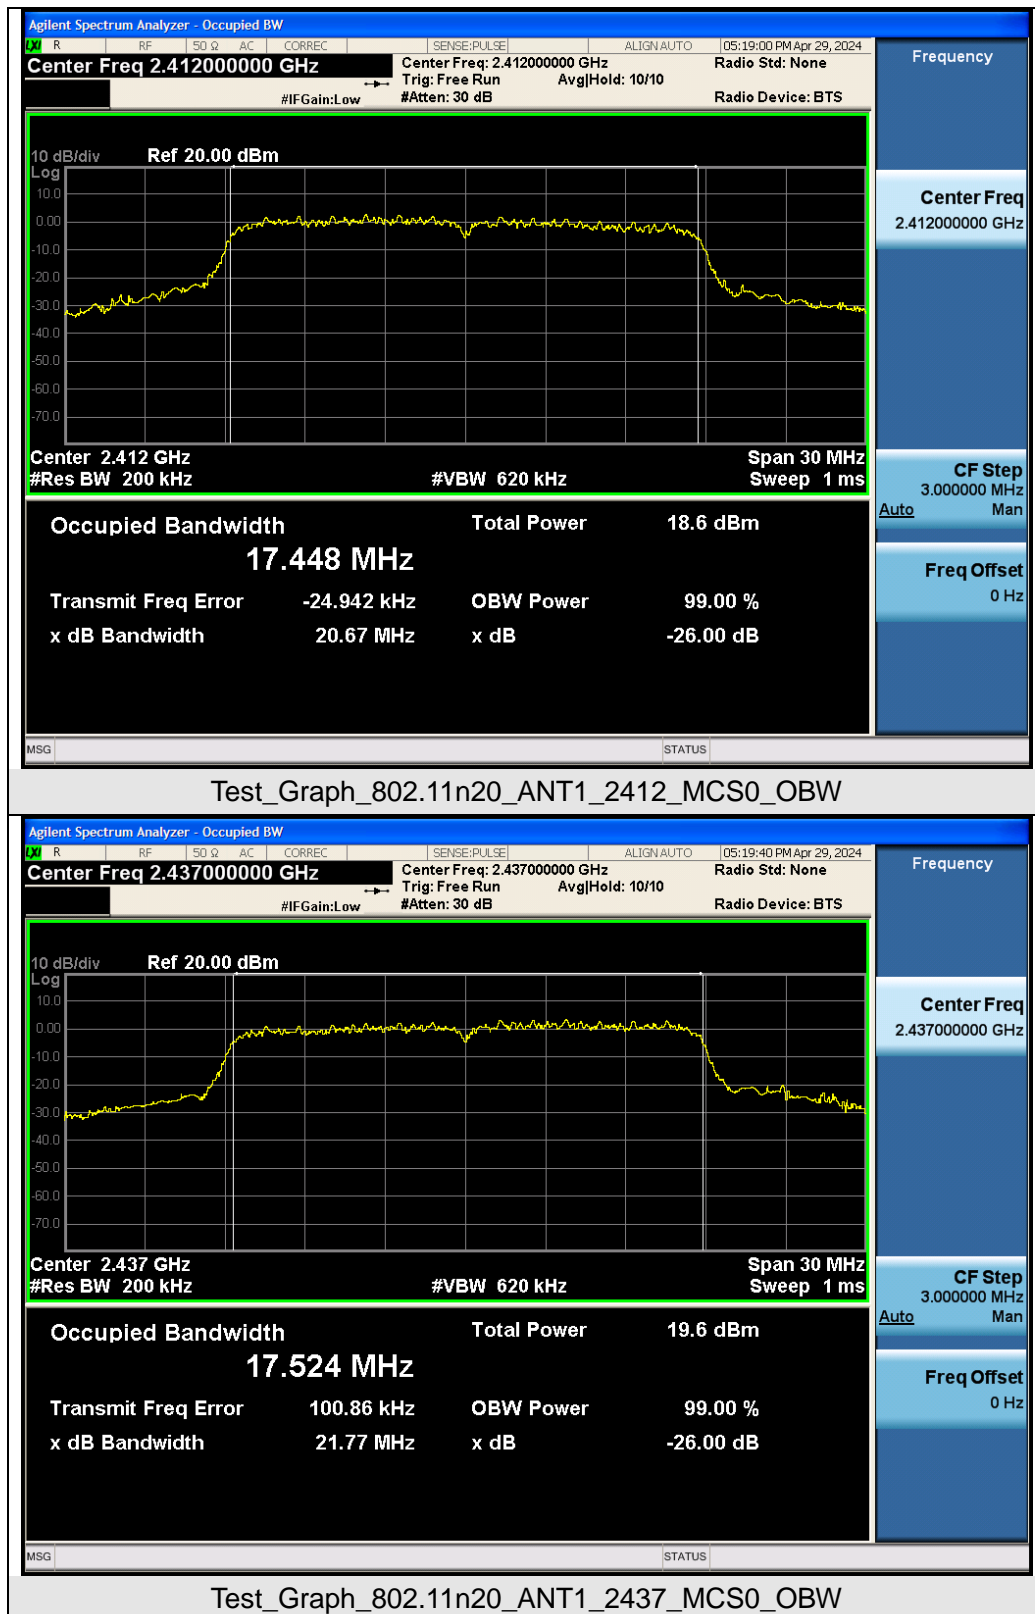 Agilent Spectrum Analyzer - Occupied BW
LXI R RF 50 Ω AC CORREC SENSE:PULSE ALIGN AUTO 05:19:00 PM Apr 29, 2024
Center Freq 2.412000000 GHz
Center Freq: 2.412000000 GHz
Radio Std: None
Trig: Free Run Avg|Hold: 10/10
#IFGain:Low #Atten: 30 dB Radio Device: BTS
Frequency
10 dB/div Ref 20.00 dBm
Log
10.0
0.00
-10.0
-20.0
-30.0
-40.0
-50.0
-60.0
-70.0
Center Freq
2.412000000 GHz
Center 2.412 GHz Span 30 MHz
#Res BW 200 kHz #VBW 620 kHz Sweep 1 ms
CF Step
3.000000 MHz
Auto Man
Freq Offset
0 Hz
Occupied Bandwidth Total Power 18.6 dBm
17.448 MHz
Transmit Freq Error -24.942 kHz OBW Power 99.00 %
x dB Bandwidth 20.67 MHz x dB -26.00 dB
MSG STATUS
Test_Graph_802.11n20_ANT1_2412_MCS0_OBW
Agilent Spectrum Analyzer - Occupied BW
LXI R RF 50 Ω AC CORREC SENSE:PULSE ALIGN AUTO 05:19:40 PM Apr 29, 2024
Center Freq 2.437000000 GHz
Center Freq: 2.437000000 GHz
Radio Std: None
Trig: Free Run Avg|Hold: 10/10
#IFGain:Low #Atten: 30 dB Radio Device: BTS
Frequency
10 dB/div Ref 20.00 dBm
Log
10.0
0.00
-10.0
-20.0
-30.0
-40.0
-50.0
-60.0
-70.0
Center Freq
2.437000000 GHz
Center 2.437 GHz Span 30 MHz
#Res BW 200 kHz #VBW 620 kHz Sweep 1 ms
CF Step
3.000000 MHz
Auto Man
Freq Offset
0 Hz
Occupied Bandwidth Total Power 19.6 dBm
17.524 MHz
Transmit Freq Error 100.86 kHz OBW Power 99.00 %
x dB Bandwidth 21.77 MHz x dB -26.00 dB
MSG STATUS
Test_Graph_802.11n20_ANT1_2437_MCS0_OBW